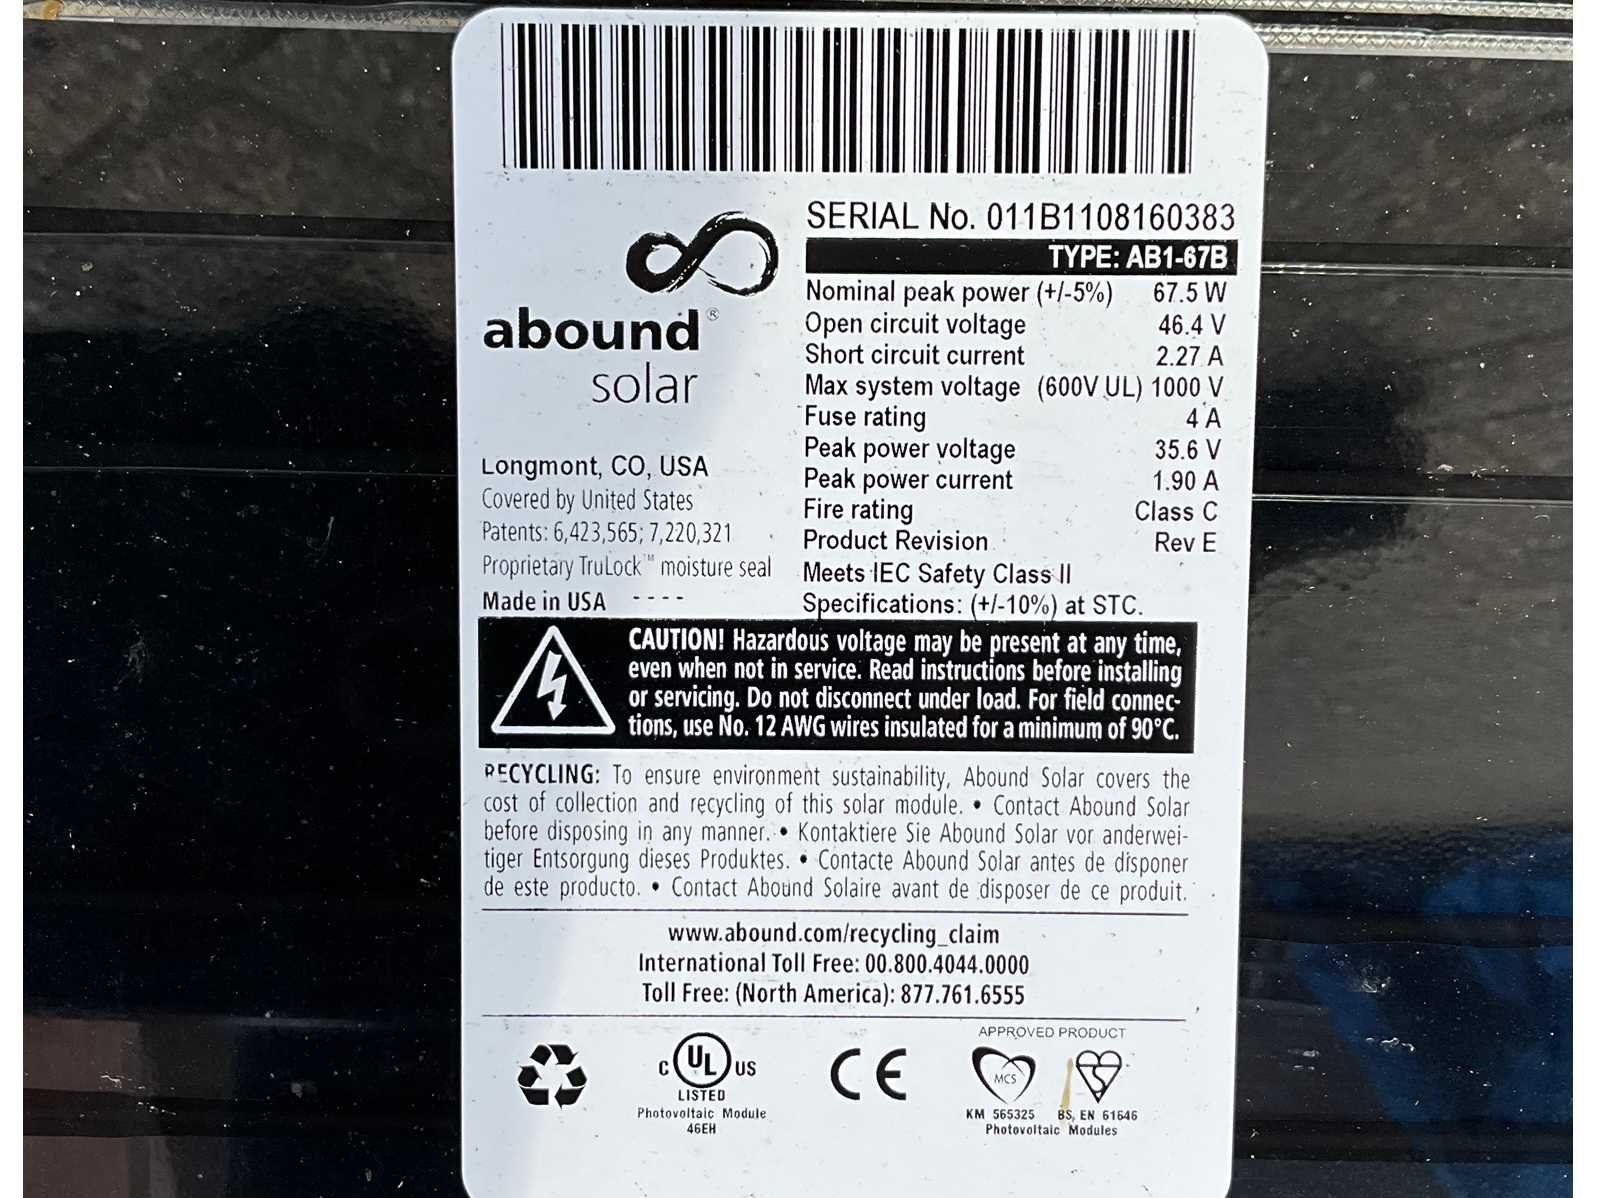 SERIAL No. 011B1108160383
TYPE: AB1-67B
abound®
solar
Nominal peak power (+/-5%) 67.5 W
Open circuit voltage 46.4 V
Short circuit current 2.27 A
Max system voltage (600V UL) 1000 V
Fuse rating 4 A
Peak power voltage 35.6 V
Peak power current 1.90 A
Fire rating Class C
Product Revision Rev E
Meets IEC Safety Class II
Specifications: (+/-10%) at STC.
Longmont, CO, USA
Covered by United States
Patents: 6,423,565; 7,220,321
Proprietary TruLock™ moisture seal
Made in USA - - - -
CAUTION! Hazardous voltage may be present at any time,
even when not in service. Read instructions before installing
or servicing. Do not disconnect under load. For field connec-
tions, use No. 12 AWG wires insulated for a minimum of 90°C.
RECYCLING: To ensure environment sustainability, Abound Solar covers the
cost of collection and recycling of this solar module. • Contact Abound Solar
before disposing in any manner. • Kontaktiere Sie Abound Solar vor anderwei-
tiger Entsorgung dieses Produktes. • Contacte Abound Solar antes de disponer
de este producto. • Contact Abound Solaire avant de disposer de ce produit.
www.abound.com/recycling_claim
International Toll Free: 00.800.4044.0000
Toll Free: (North America): 877.761.6555
APPROVED PRODUCT
C UL US
LISTED
Photovoltaic Module
46EH
CE
MCS
KM 565325 BS, EN 61646
Photovoltaic Modules